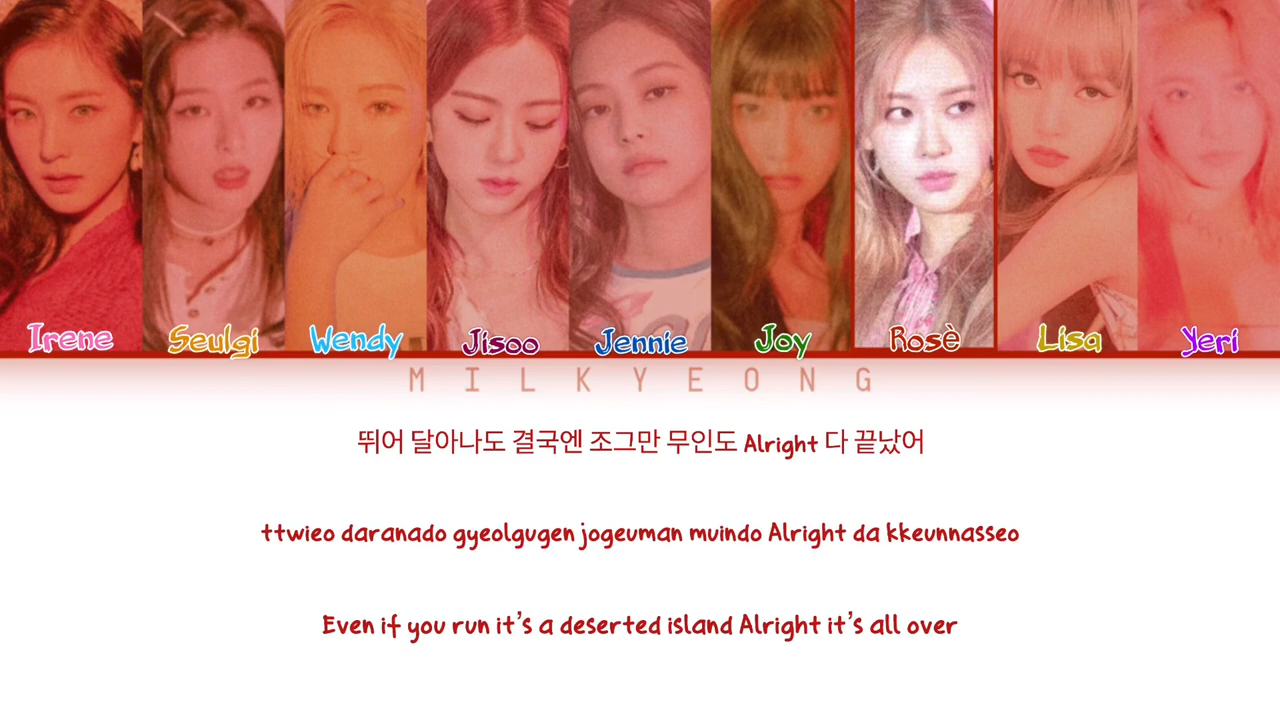 Irene Seulgi Wendy Jisoo Jennie Joy Rosè Lisa Yeri
MILKYEONG
뛰어 달아나도 결국엔 조그만 무인도 Alright 다 끝났어
ttwieo daranado gyeolgugen jogeuman muindo Alright da kkeunnasseo
Even if you run it's a deserted island Alright it's all over